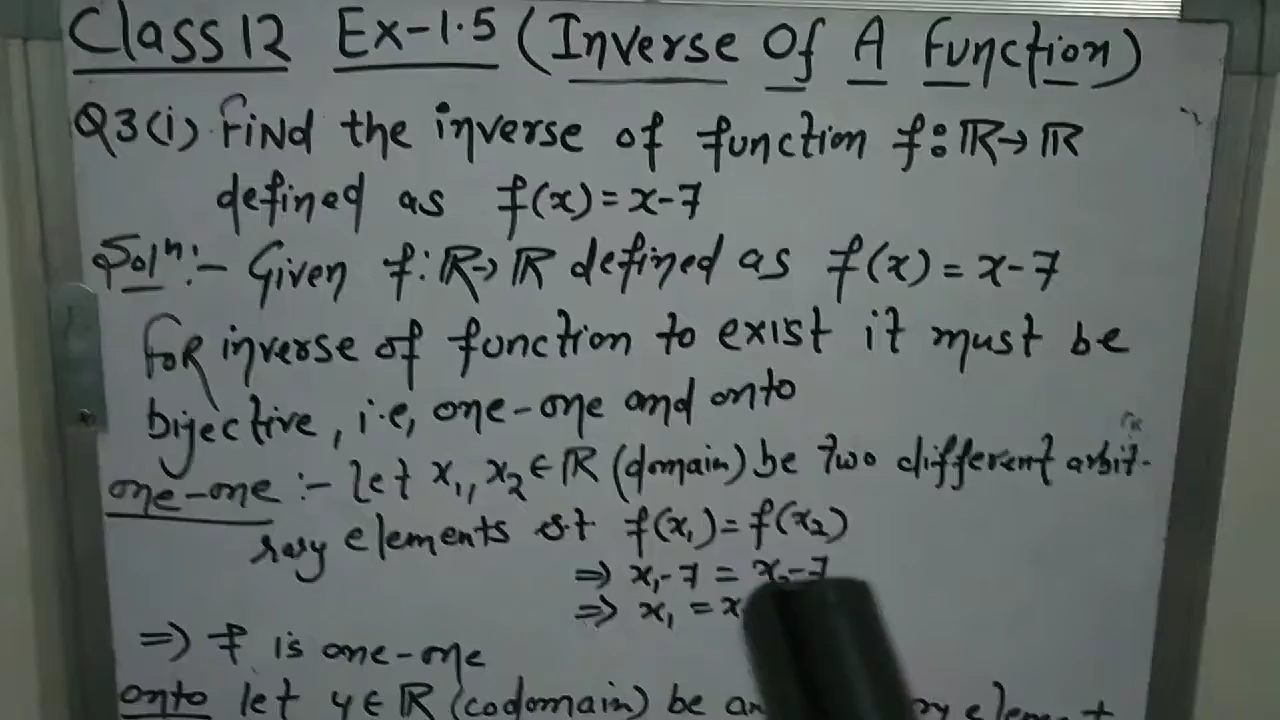 Class 12 Ex-1.5 (Inverse Of A Function)
Q3(i) Find the inverse of function f:ℝ→ℝ
defined as f(x)=x-7
Solⁿ:- Given f:ℝ→ℝ defined as f(x)=x-7
For inverse of function to exist it must be
bijective, i.e, one-one and onto
one-one :- let x₁, x₂ ∈ ℝ (domain) be two different arbit-
rary elements s.t f(x₁)=f(x₂)
⇒ x₁-7 = x₂-7
⇒ x₁ = x
⇒ f is one-one
onto let y ∈ ℝ (codomain) be an